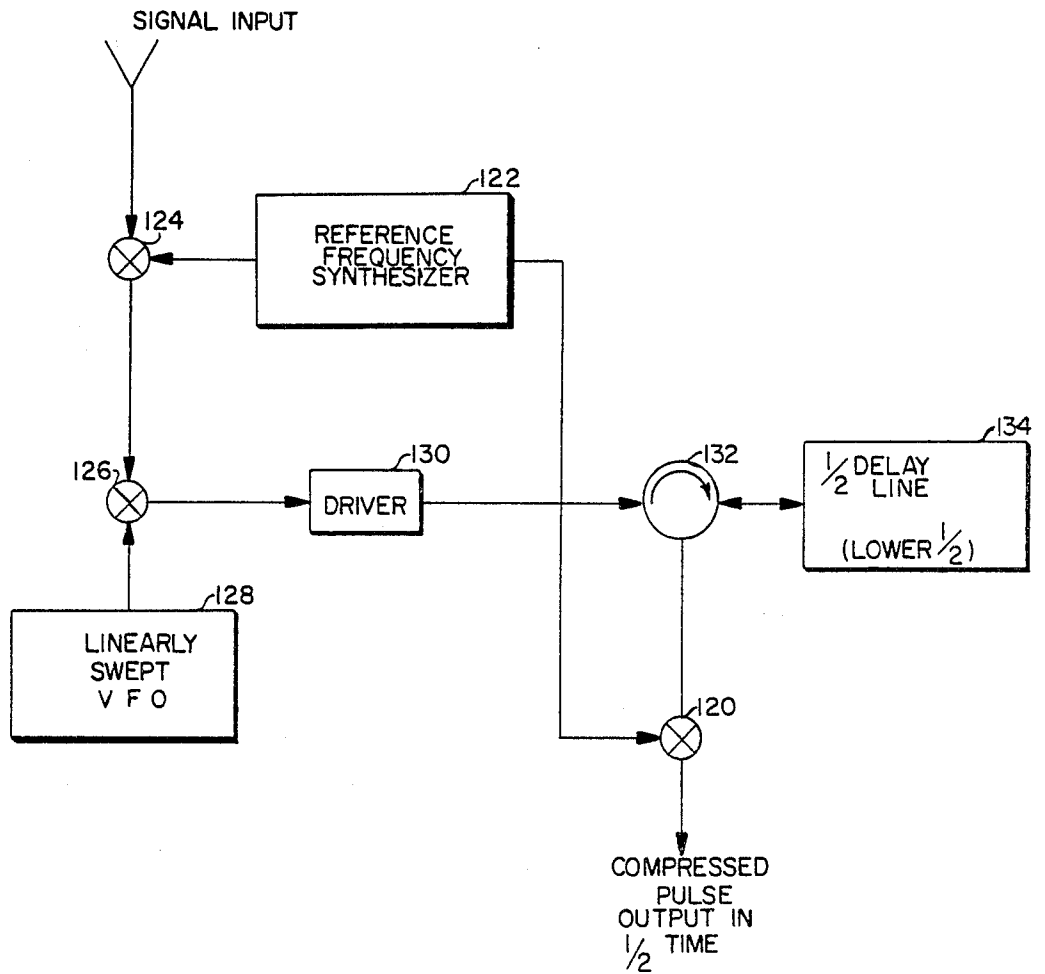 SIGNAL INPUT
122
124
REFERENCE
FREQUENCY
SYNTHESIZER
126
130
DRIVER
132
134
1/2 DELAY
LINE
(LOWER 1/2)
128
LINEARLY
SWEPT
V F O
120
COMPRESSED
PULSE
OUTPUT IN
1/2 TIME